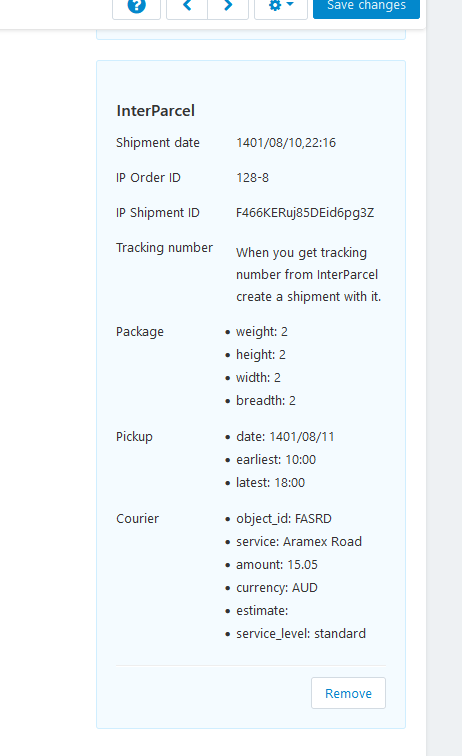 Save changes
InterParcel
Shipment date 1401/08/10,22:16
IP Order ID 128-8
IP Shipment ID F466KERuj85DEid6pg3Z
Tracking number When you get tracking
number from InterParcel
create a shipment with it.
Package • weight: 2
• height: 2
• width: 2
• breadth: 2
Pickup • date: 1401/08/11
• earliest: 10:00
• latest: 18:00
Courier • object_id: FASRD
• service: Aramex Road
• amount: 15.05
• currency: AUD
• estimate:
• service_level: standard
Remove